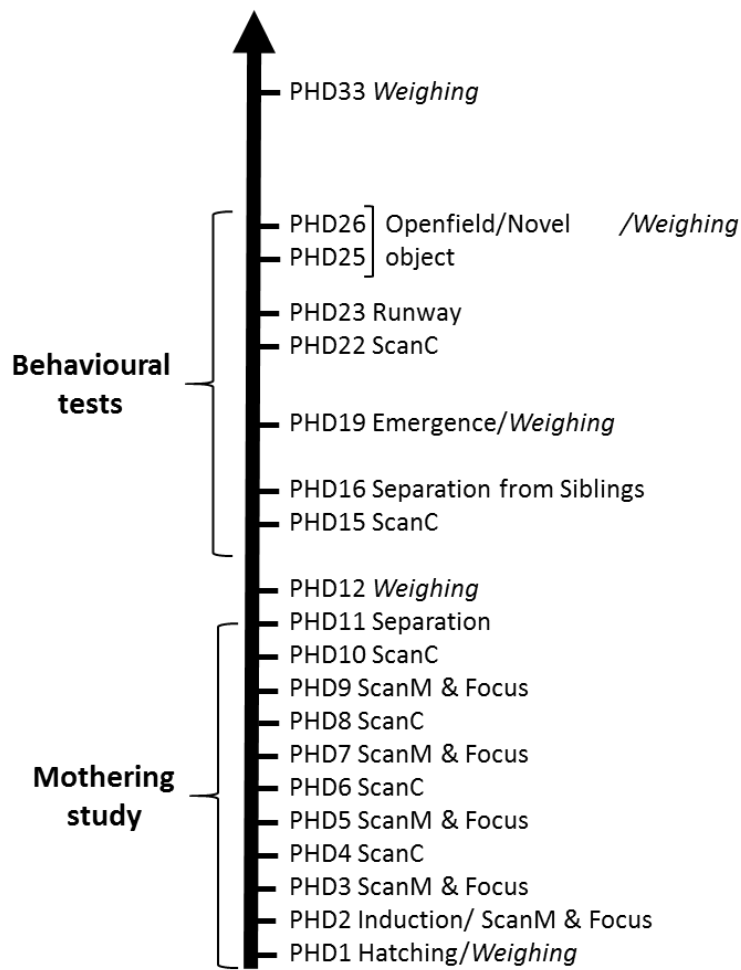 PHD33 Weighing
PHD26 Openfield/Novel /Weighing
PHD25 object
PHD23 Runway
PHD22 ScanC
Behavioural
tests
PHD19 Emergence/Weighing
PHD16 Separation from Siblings
PHD15 ScanC
PHD12 Weighing
PHD11 Separation
PHD10 ScanC
PHD9 ScanM & Focus
PHD8 ScanC
PHD7 ScanM & Focus
Mothering
study
PHD6 ScanC
PHD5 ScanM & Focus
PHD4 ScanC
PHD3 ScanM & Focus
PHD2 Induction/ ScanM & Focus
PHD1 Hatching/Weighing